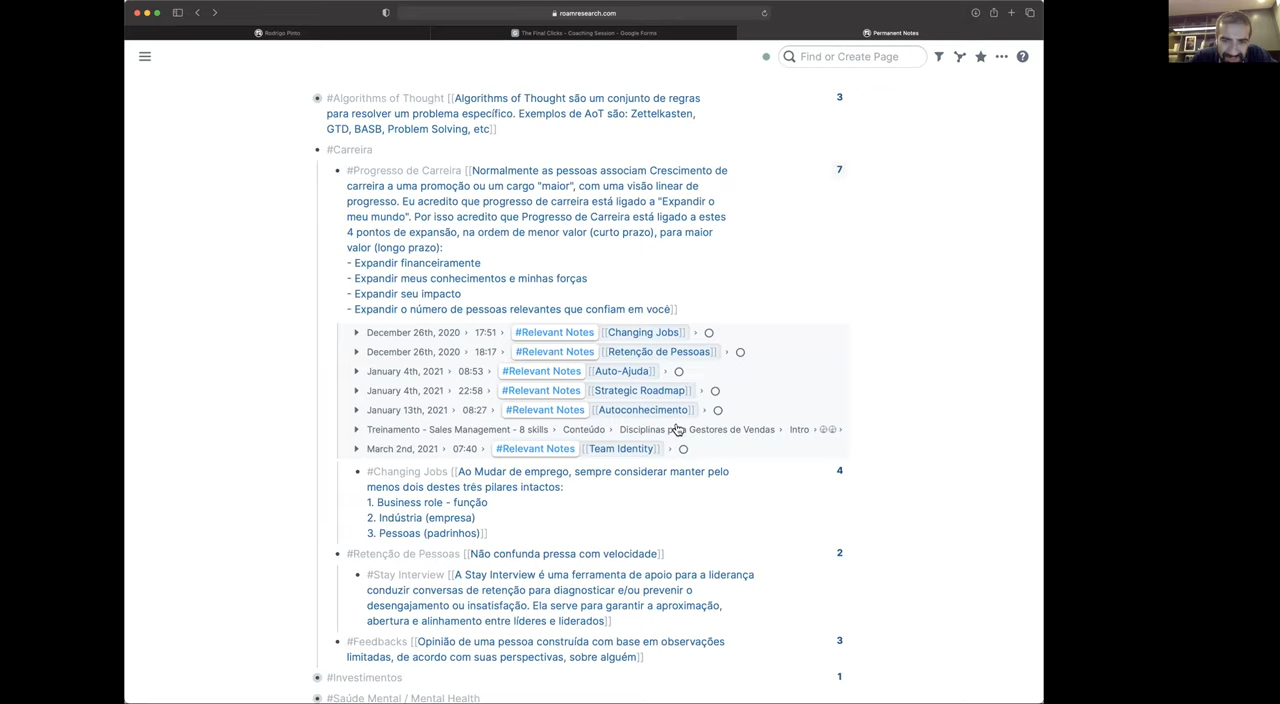 roamresearch.com
Rodrigo Pinto
The Final Clicks - Coaching Session - Google Forms
Permanent Notes
Find or Create Page
#Algorithms of Thought [[Algorithms of Thought são um conjunto de regras 3
para resolver um problema específico. Exemplos de AoT são: Zettelkasten,
GTD, BASB, Problem Solving, etc]]
#Carreira
#Progresso de Carreira [[Normalmente as pessoas associam Crescimento de 7
carreira a uma promoção ou um cargo "maior", com uma visão linear de
progresso. Eu acredito que progresso de carreira está ligado a "Expandir o
meu mundo". Por isso acredito que Progresso de Carreira está ligado a estes
4 pontos de expansão, na ordem de menor valor (curto prazo), para maior
valor (longo prazo):
- Expandir financeiramente
- Expandir meus conhecimentos e minhas forças
- Expandir seu impacto
- Expandir o número de pessoas relevantes que confiam em você]]
December 26th, 2020 › 17:51 › #Relevant Notes [[Changing Jobs]] ›
December 26th, 2020 › 18:17 › #Relevant Notes [[Retenção de Pessoas]] ›
January 4th, 2021 › 08:53 › #Relevant Notes [[Auto-Ajuda]] ›
January 4th, 2021 › 22:58 › #Relevant Notes [[Strategic Roadmap]] ›
January 13th, 2021 › 08:27 › #Relevant Notes [[Autoconhecimento]] ›
Treinamento - Sales Management - 8 skills › Conteúdo › Disciplinas Gestores de Vendas › Intro ›
March 2nd, 2021 › 07:40 › #Relevant Notes [[Team Identity]] ›
#Changing Jobs [[Ao Mudar de emprego, sempre considerar manter pelo 4
menos dois destes três pilares intactos:
1. Business role - função
2. Indústria (empresa)
3. Pessoas (padrinhos)]]
#Retenção de Pessoas [[Não confunda pressa com velocidade]] 2
#Stay Interview [[A Stay Interview é uma ferramenta de apoio para a liderança
conduzir conversas de retenção para diagnosticar e/ou prevenir o
desengajamento ou insatisfação. Ela serve para garantir a aproximação,
abertura e alinhamento entre líderes e liderados]]
#Feedbacks [[Opinião de uma pessoa construída com base em observações 3
limitadas, de acordo com suas perspectivas, sobre alguém]]
#Investimentos 1
#Saúde Mental / Mental Health